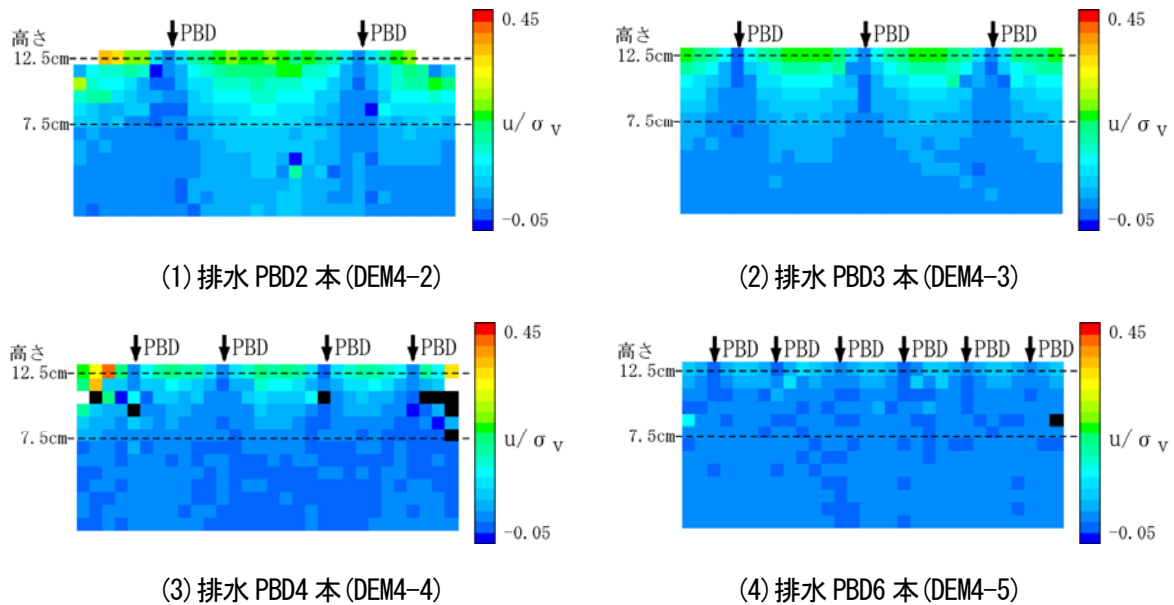 PBD PBD
高さ
12.5cm
7.5cm
0.45
u/σv
-0.05
(1) 排水 PBD2 本(DEM4-2)
PBD PBD PBD
高さ
12.5cm
7.5cm
0.45
u/σv
-0.05
(2) 排水 PBD3 本(DEM4-3)
PBD PBD PBD PBD
高さ
12.5cm
7.5cm
0.45
u/σv
-0.05
(3) 排水 PBD4 本(DEM4-4)
PBD PBD PBD PBD PBD PBD
高さ
12.5cm
7.5cm
0.45
u/σv
-0.05
(4) 排水 PBD6 本(DEM4-5)